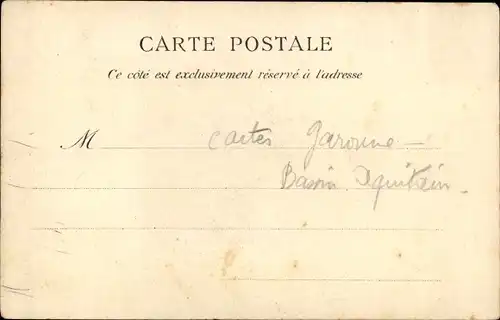 CARTE POSTALE
Ce côté est exclusivement réservé à l'adresse
M cartes Garonne –
Bassin Aquitain –